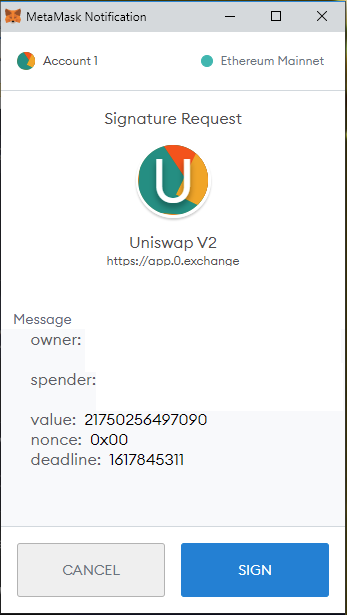 MetaMask Notification
Account 1
Ethereum Mainnet
Signature Request
U
Uniswap V2
https://app.0.exchange
Message
owner:
spender:
value: 21750256497090
nonce: 0x00
deadline: 1617845311
CANCEL
SIGN